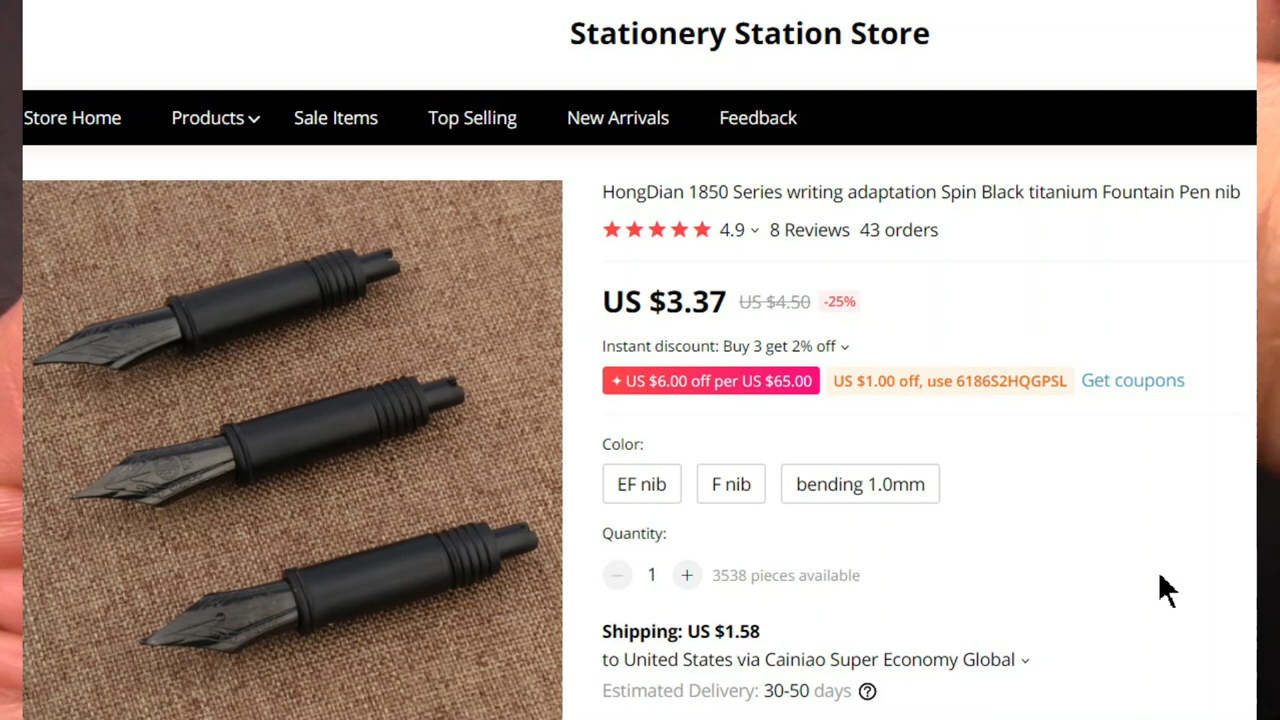 Stationery Station Store
Store Home Products Sale Items Top Selling New Arrivals Feedback
HongDian 1850 Series writing adaptation Spin Black titanium Fountain Pen nib
4.9 8 Reviews 43 orders
US $3.37 US $4.50 -25%
Instant discount: Buy 3 get 2% off
US $6.00 off per US $65.00 US $1.00 off, use 6186S2HQGPSL Get coupons
Color:
EF nib F nib bending 1.0mm
Quantity:
1 3538 pieces available
Shipping: US $1.58
to United States via Cainiao Super Economy Global
Estimated Delivery: 30-50 days